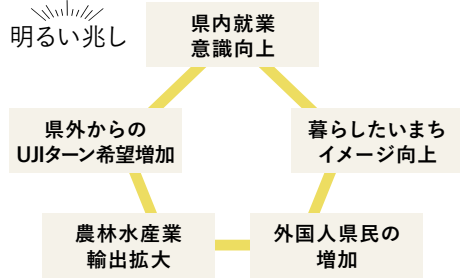 明るい兆し
県内就業
意識向上
県外からの
UJIターン希望増加
暮らしたいまち
イメージ向上
農林水産業
輸出拡大
外国人県民の
増加